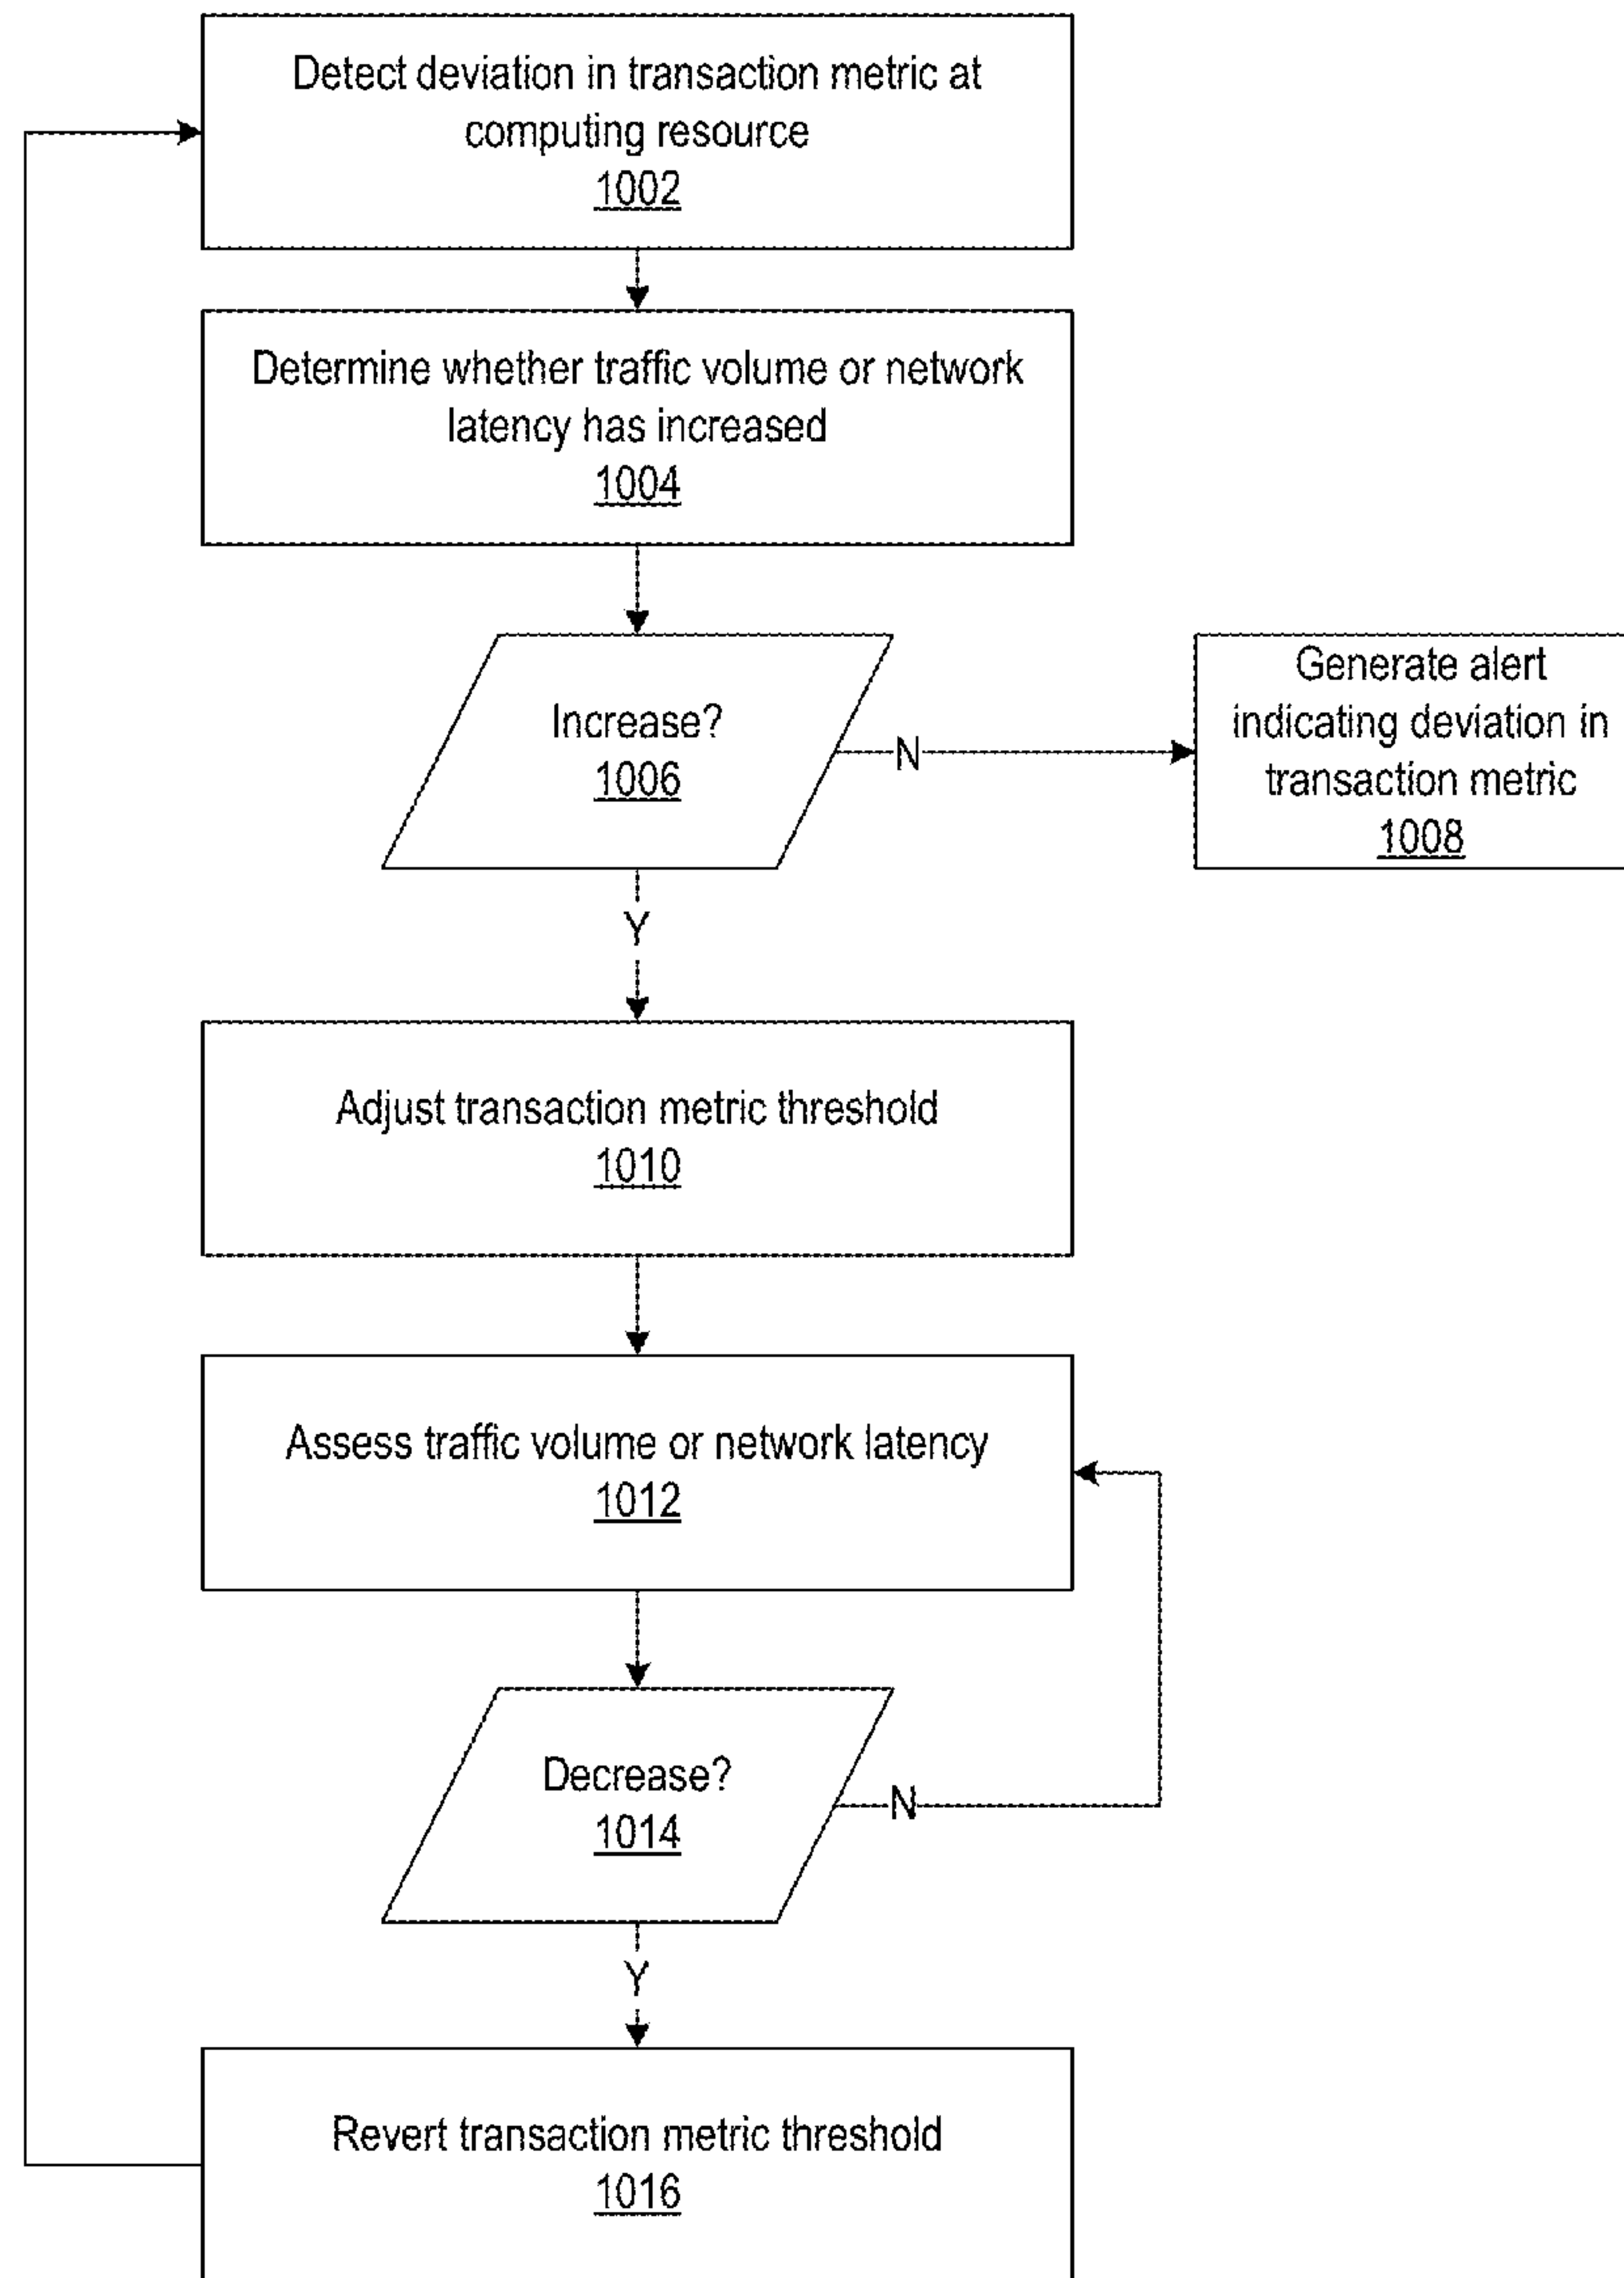 Detect deviation in transaction metric at
computing resource
1002
Determine whether traffic volume or network
latency has increased
1004
Increase?
1006
N
Generate alert
indicating deviation in
transaction metric
1008
Y
Adjust transaction metric threshold
1010
Assess traffic volume or network latency
1012
Decrease?
1014
N
Y
Revert transaction metric threshold
1016